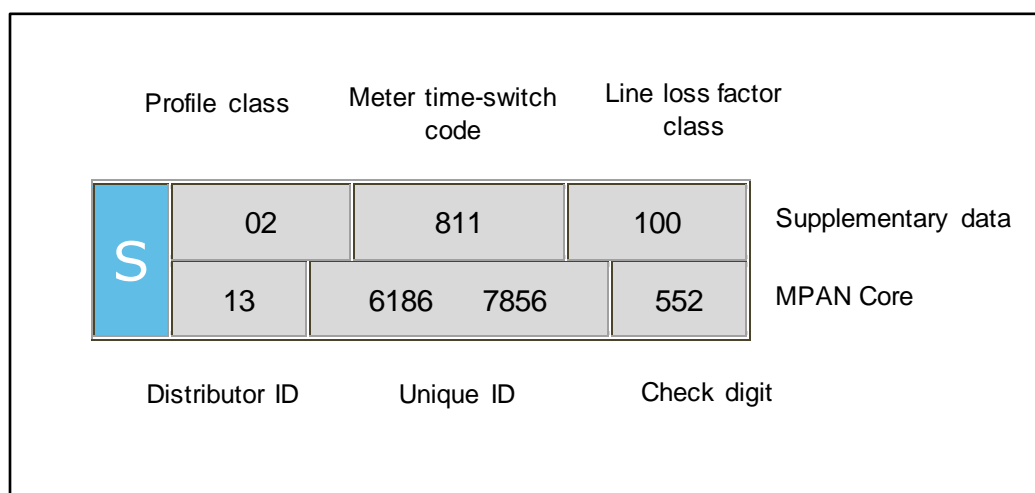 Profile class
Meter time-switch
code
Line loss factor
class
S
02
811
100
Supplementary data
13
6186 7856
552
MPAN Core
Distributor ID
Unique ID
Check digit